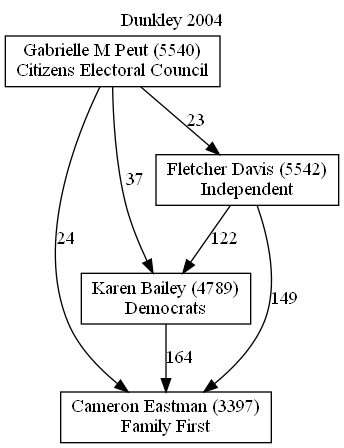 Dunkley 2004
Gabrielle M Peut (5540)
Citizens Electoral Council
23
Fletcher Davis (5542)
Independent
37
24
122
149
Karen Bailey (4789)
Democrats
164
Cameron Eastman (3397)
Family First